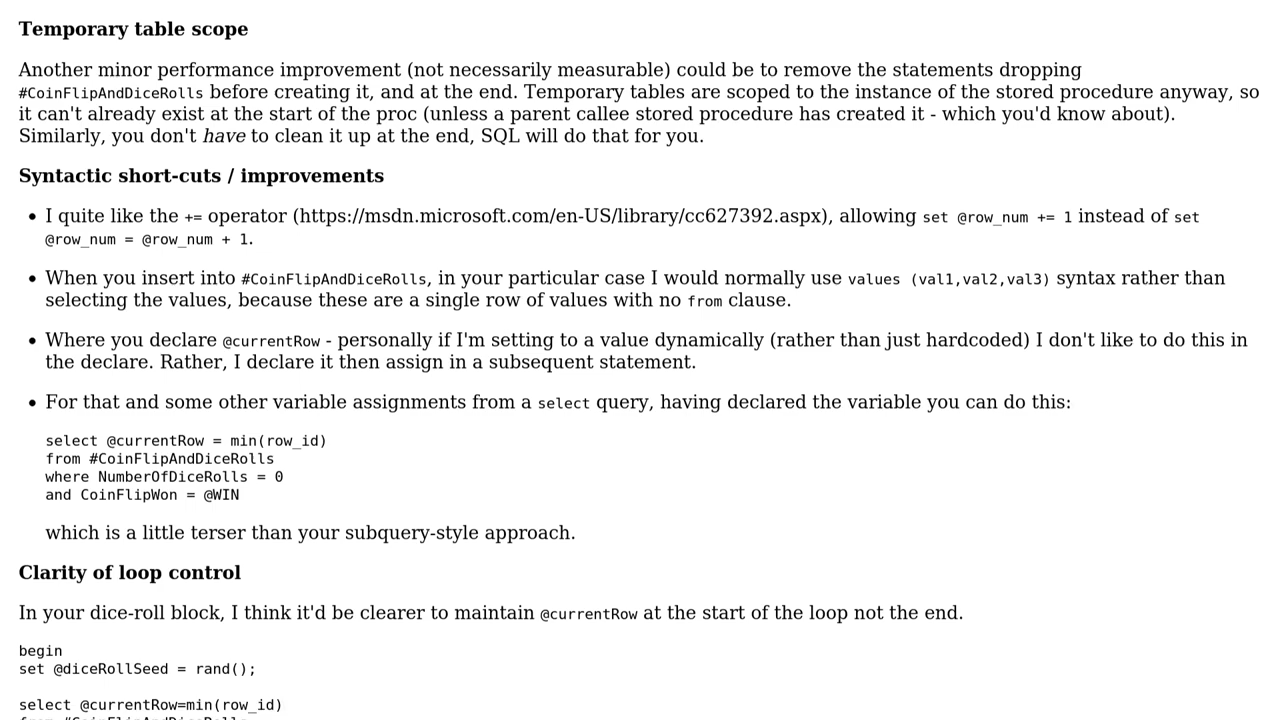 Temporary table scope
Another minor performance improvement (not necessarily measurable) could be to remove the statements dropping
#CoinFlipAndDiceRolls before creating it, and at the end. Temporary tables are scoped to the instance of the stored procedure anyway, so
it can't already exist at the start of the proc (unless a parent callee stored procedure has created it - which you'd know about).
Similarly, you don't have to clean it up at the end, SQL will do that for you.
Syntactic short-cuts / improvements
• I quite like the += operator (https://msdn.microsoft.com/en-US/library/cc627392.aspx), allowing set @row_num += 1 instead of set
@row_num = @row_num + 1.
• When you insert into #CoinFlipAndDiceRolls, in your particular case I would normally use values (val1,val2,val3) syntax rather than
selecting the values, because these are a single row of values with no from clause.
• Where you declare @currentRow - personally if I'm setting to a value dynamically (rather than just hardcoded) I don't like to do this in
the declare. Rather, I declare it then assign in a subsequent statement.
• For that and some other variable assignments from a select query, having declared the variable you can do this:
select @currentRow = min(row_id)
from #CoinFlipAndDiceRolls
where NumberOfDiceRolls = 0
and CoinFlipWon = @WIN
which is a little terser than your subquery-style approach.
Clarity of loop control
In your dice-roll block, I think it'd be clearer to maintain @currentRow at the start of the loop not the end.
begin
set @diceRollSeed = rand();
select @currentRow=min(row_id)
from #CoinFlipAndDiceRolls